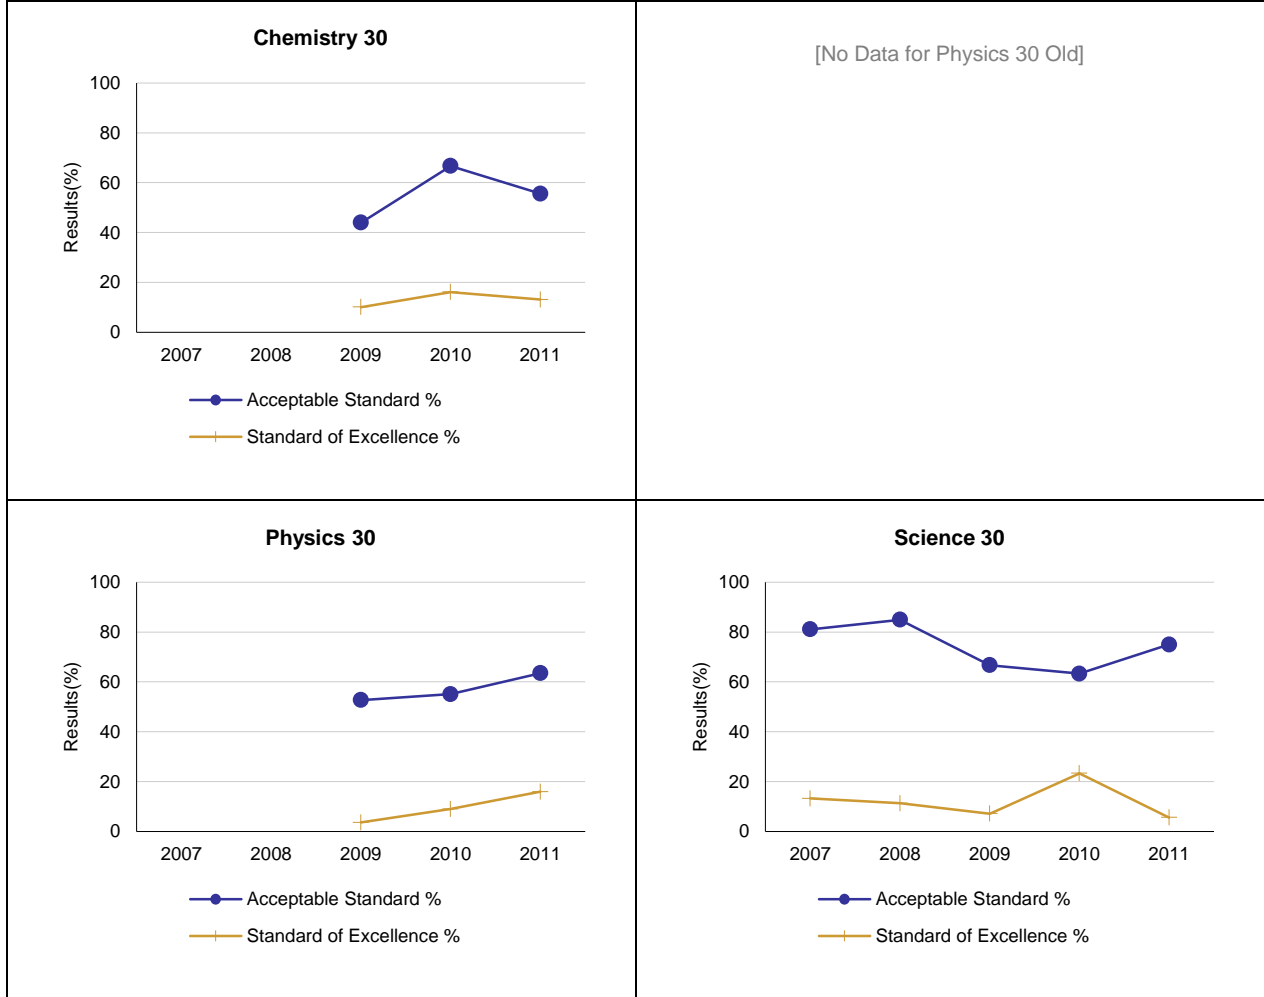 Chemistry 30
100
80
60
40
20
0
Results(%)
2007 2008 2009 2010 2011
Acceptable Standard %
Standard of Excellence %
[No Data for Physics 30 Old]
Physics 30
100
80
60
40
20
0
Results(%)
2007 2008 2009 2010 2011
Acceptable Standard %
Standard of Excellence %
Science 30
100
80
60
40
20
0
Results(%)
2007 2008 2009 2010 2011
Acceptable Standard %
Standard of Excellence %